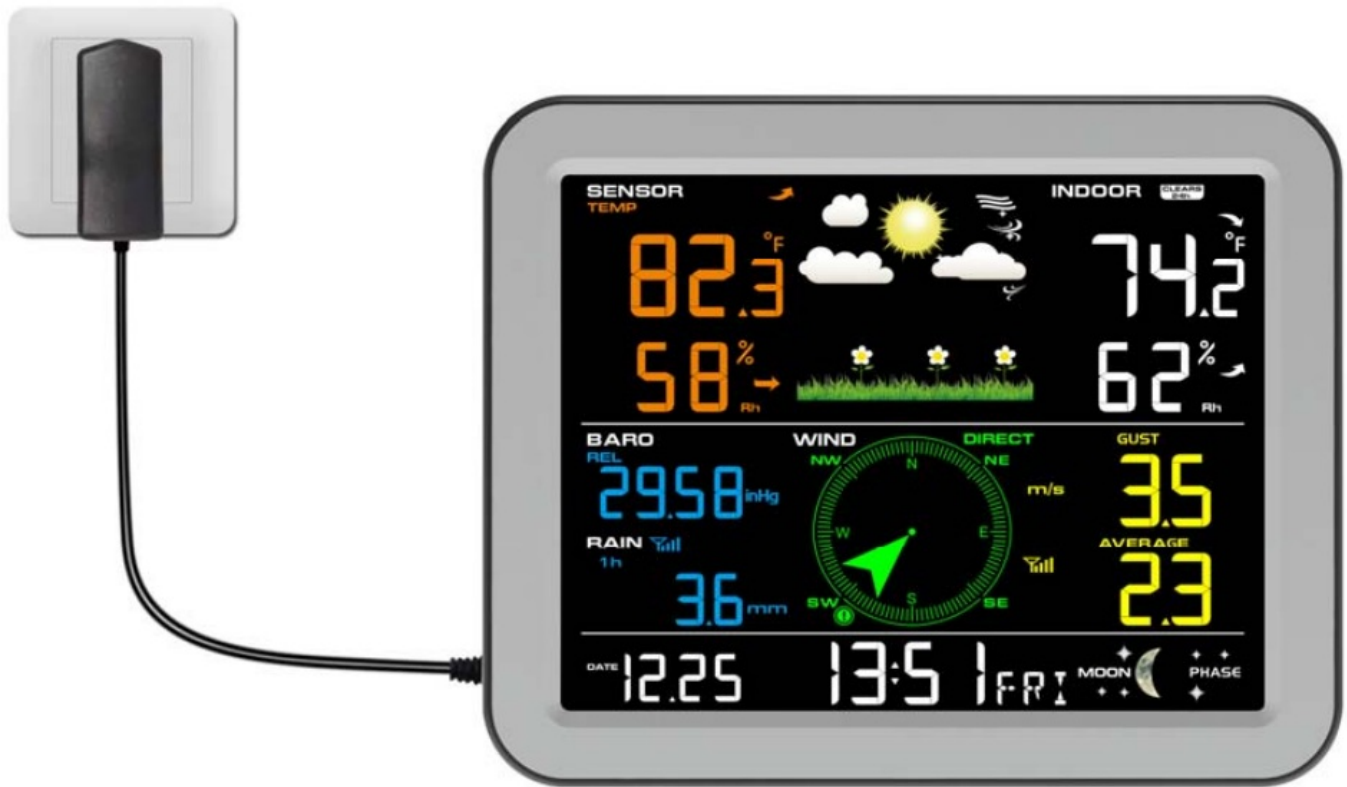 SENSOR
TEMP
82.3 °F
58 % Rh
INDOOR
CLEARS
24h
74.2 °F
62 % Rh
BARO
REL
29.58 inHg
RAIN
1h
3.6 mm
WIND DIRECT
NW N NE
W E
SW S SE
m/s
GUST
3.5
AVERAGE
2.3
DATE 12.25
13:51 FRI
MOON PHASE